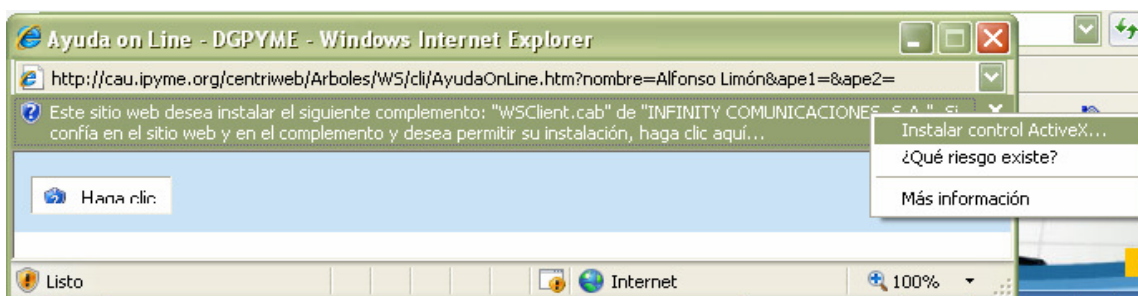 Ayuda on Line - DGPYME - Windows Internet Explorer
http://cau.ipyme.org/centriweb/Arboles/WS/cli/AyudaOnLine.htm?nombre=Alfonso Limón&ape1=&ape2=
Este sitio web desea instalar el siguiente complemento: "WSClient.cab" de "INFINITY COMUNICACIONES, S.A.". Si
confía en el sitio web y en el complemento y desea permitir su instalación, haga clic aquí...
Instalar control ActiveX...
¿Qué riesgo existe?
Más información
Haga clic
Listo
Internet
100%